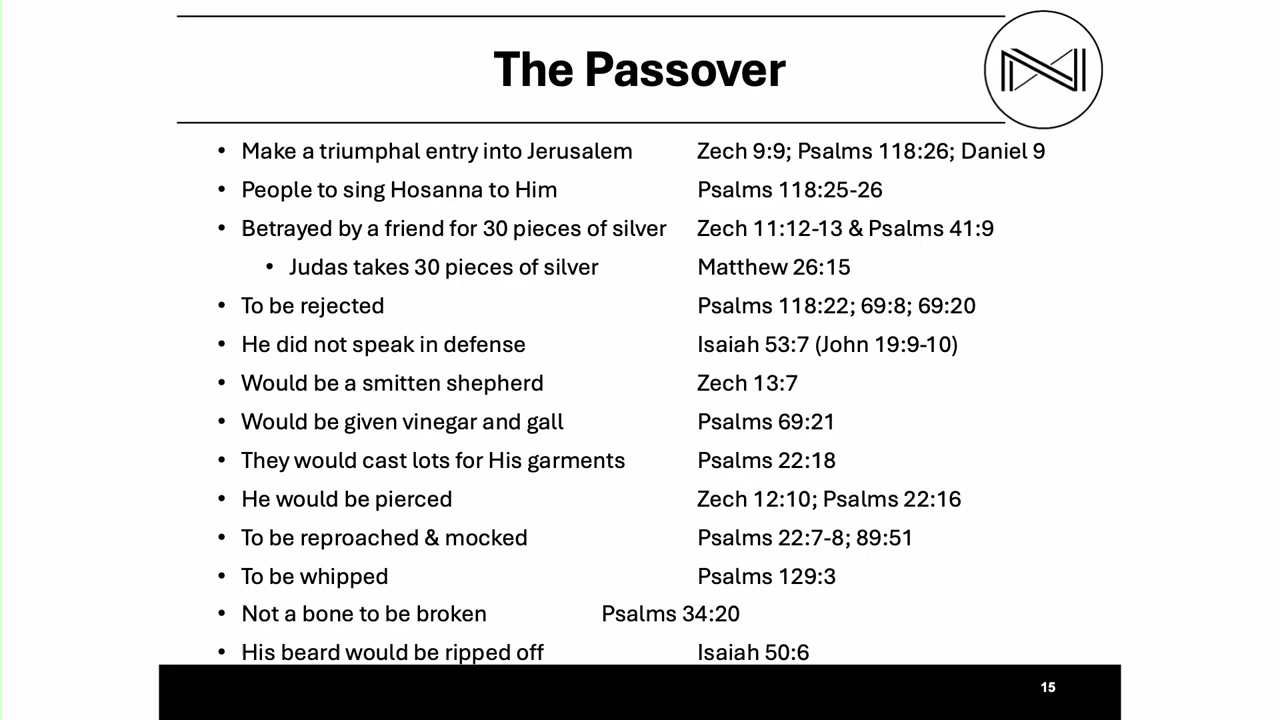 The Passover
• Make a triumphal entry into Jerusalem Zech 9:9; Psalms 118:26; Daniel 9
• People to sing Hosanna to Him Psalms 118:25-26
• Betrayed by a friend for 30 pieces of silver Zech 11:12-13 & Psalms 41:9
• Judas takes 30 pieces of silver Matthew 26:15
• To be rejected Psalms 118:22; 69:8; 69:20
• He did not speak in defense Isaiah 53:7 (John 19:9-10)
• Would be a smitten shepherd Zech 13:7
• Would be given vinegar and gall Psalms 69:21
• They would cast lots for His garments Psalms 22:18
• He would be pierced Zech 12:10; Psalms 22:16
• To be reproached & mocked Psalms 22:7-8; 89:51
• To be whipped Psalms 129:3
• Not a bone to be broken Psalms 34:20
• His beard would be ripped off Isaiah 50:6
15